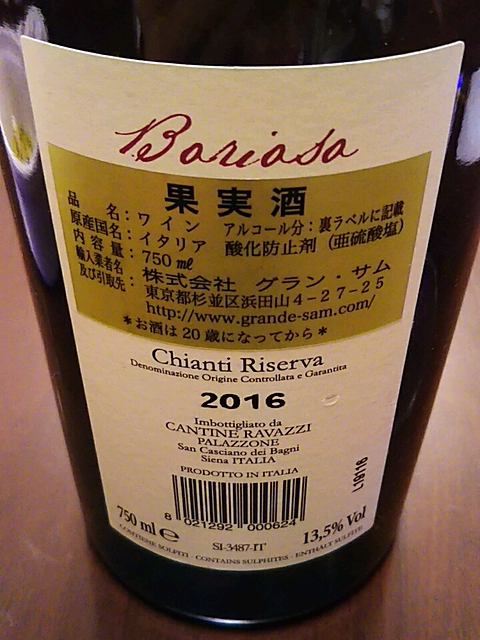 Boriosa
果実酒
品名：ワイン　アルコール分：裏ラベルに記載
原産国名：イタリア　酸化防止剤（亜硫酸塩）
内容量：750㎖
輸入業者名及び引取先：株式会社 グラン・サム
東京都杉並区浜田山4-27-25
http://www.grande-sam.com/
＊お酒は20歳になってから＊
Chianti Riserva
Denominazione Origine Controllata e Garantita
2016
Imbottigliato da
CANTINE RAVAZZI
PALAZZONE
San Casciano dei Bagni
Siena ITALIA
PRODOTTO IN ITALIA
L19116
8 021292 000624
750 ml ℮
SI-3487-IT
13,5% Vol
CONTIENE SOLFITI - CONTAINS SULPHITES - ENTHÄLT SULFITE